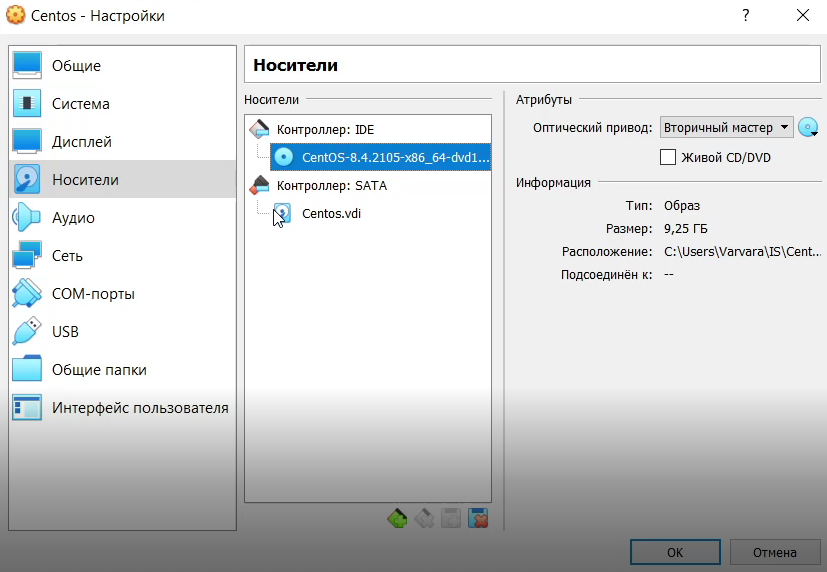 Centos - Настройки
?
Общие
Система
Дисплей
Носители
Аудио
Сеть
COM-порты
USB
Общие папки
Интерфейс пользователя
Носители
Носители
Контроллер: IDE
CentOS-8.4.2105-x86_64-dvd1...
Контроллер: SATA
Centos.vdi
Атрибуты
Оптический привод: Вторичный мастер
Живой CD/DVD
Информация
Тип: Образ
Размер: 9,25 ГБ
Расположение: C:\Users\Varvara\IS\Cent...
Подсоединён к: --
OK
Отмена